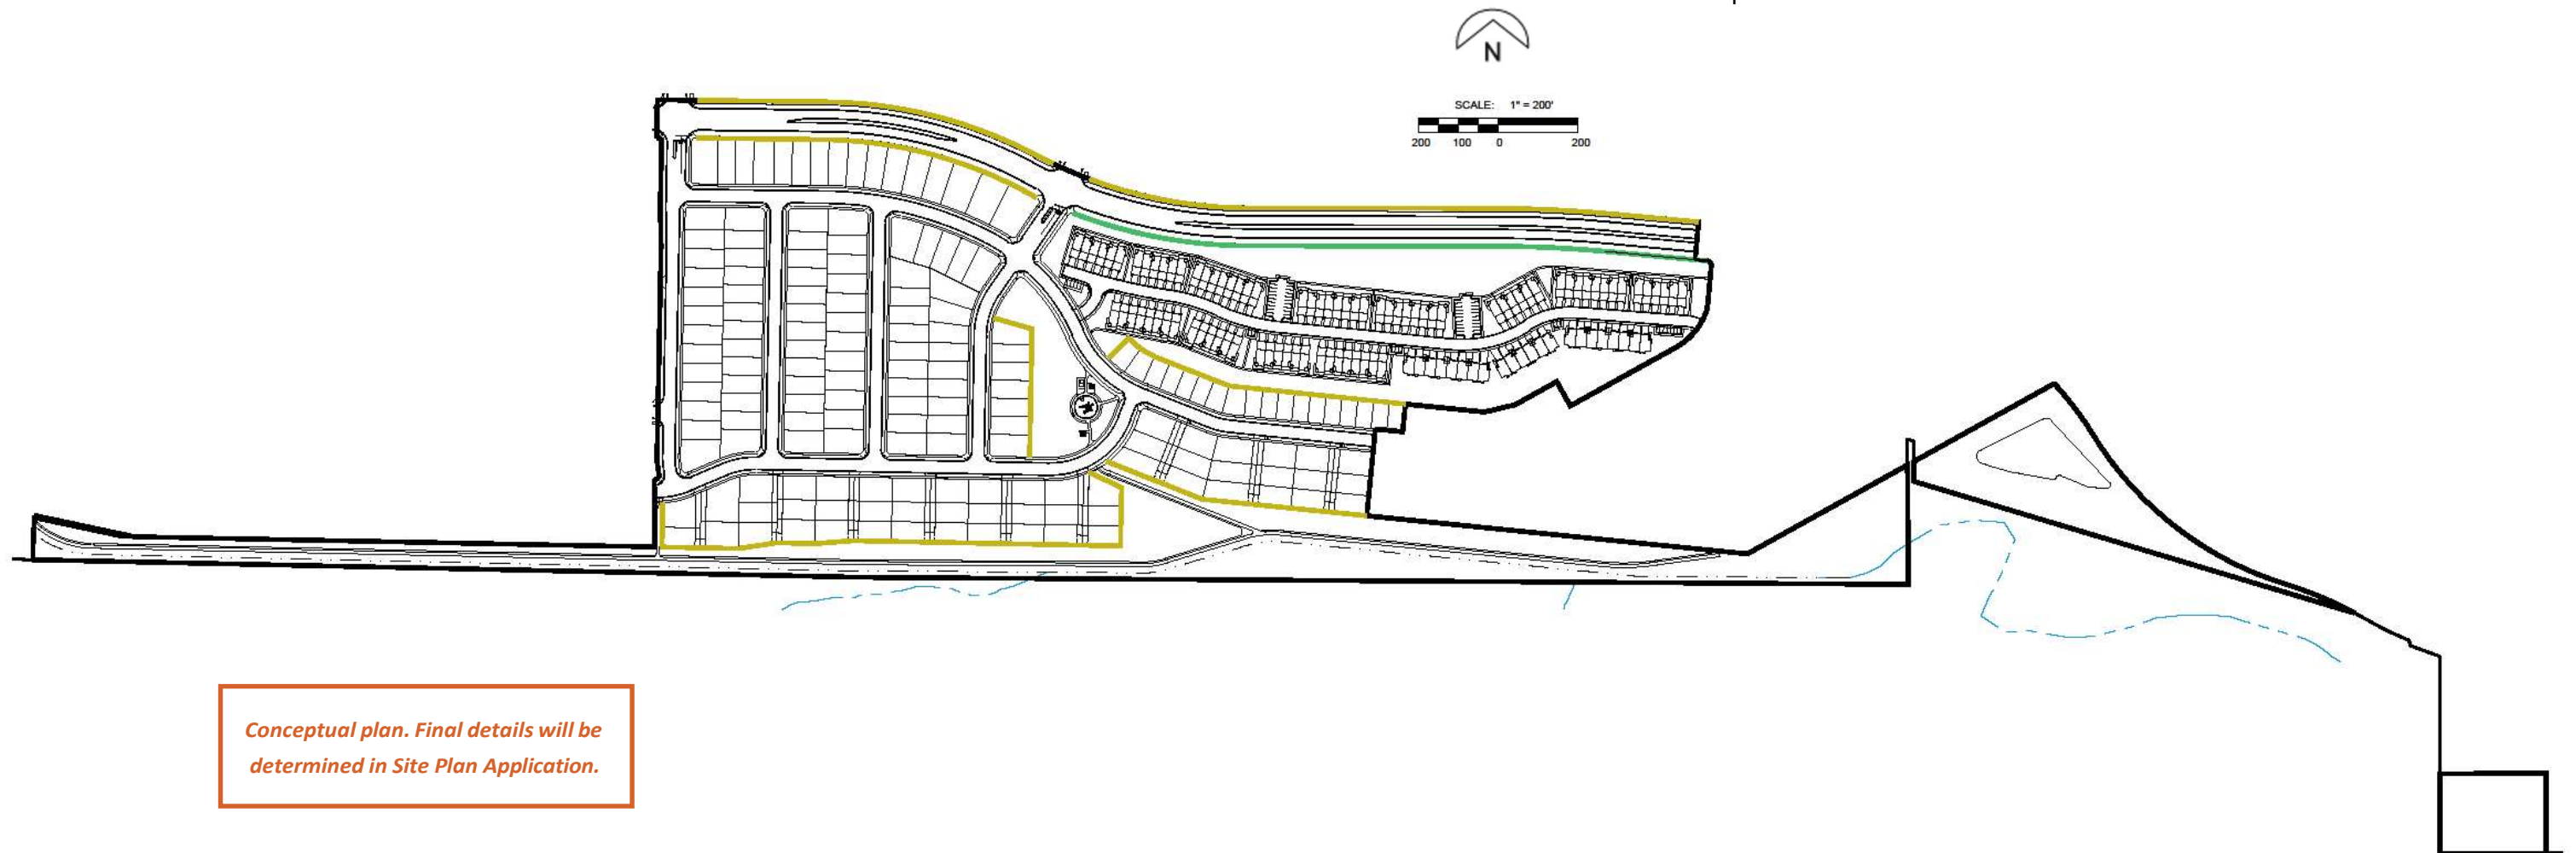 N
SCALE: 1" = 200'
200 100 0 200
Conceptual plan. Final details will be
determined in Site Plan Application.